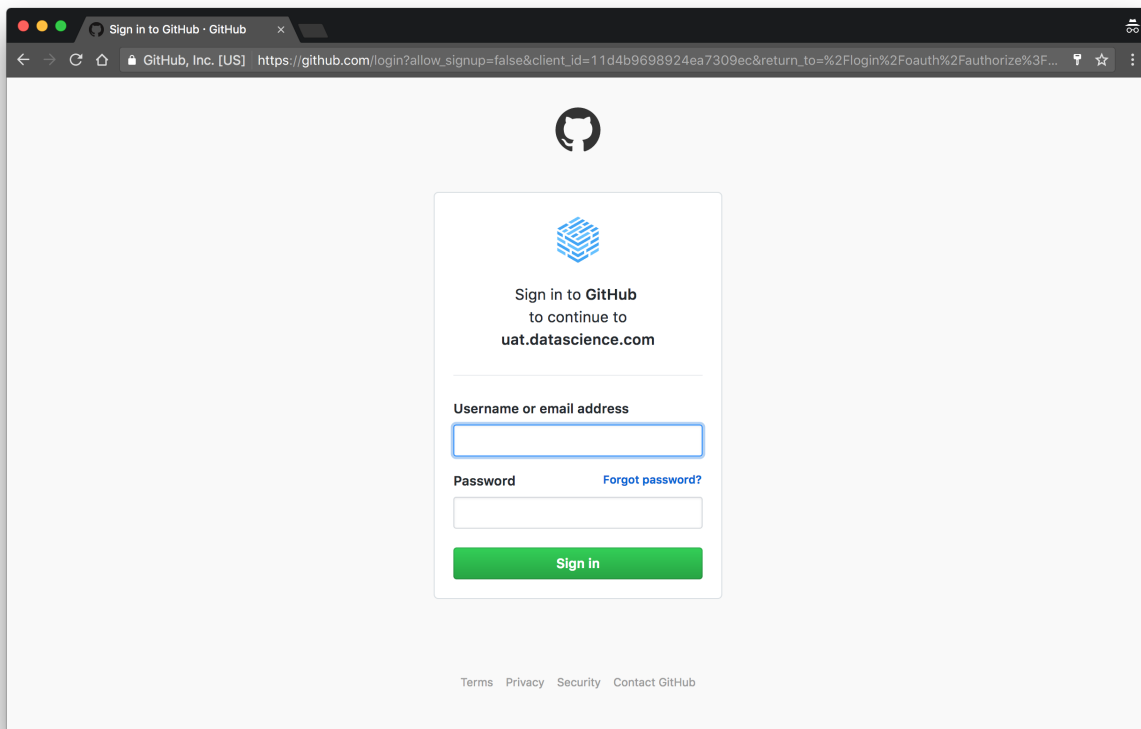 Sign in to GitHub · GitHub
GitHub, Inc. [US] https://github.com/login?allow_signup=false&client_id=11d4b9698924ea7309ec&return_to=%2Flogin%2Foauth%2Fauthorize%3F...
Sign in to GitHub
to continue to
uat.datascience.com
Username or email address
Password Forgot password?
Sign in
Terms Privacy Security Contact GitHub